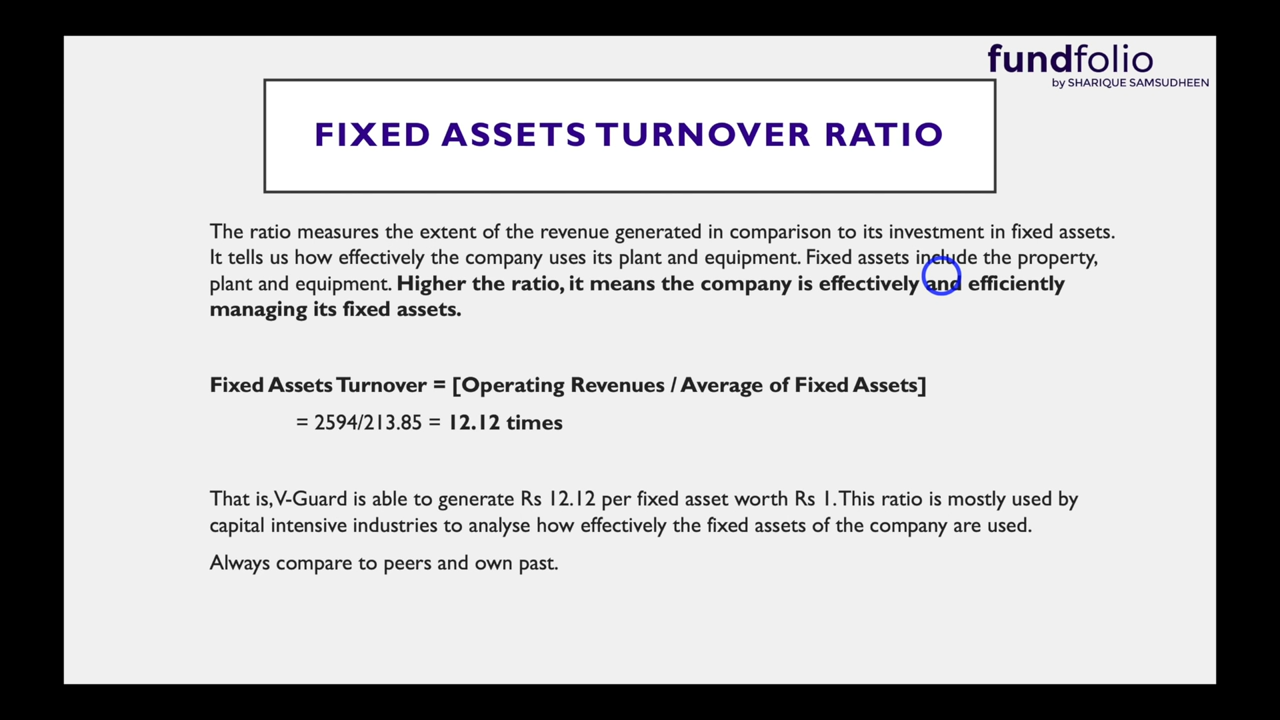 fundfolio
by SHARIQUE SAMSUDHEEN
FIXED ASSETS TURNOVER RATIO
The ratio measures the extent of the revenue generated in comparison to its investment in fixed assets.
It tells us how effectively the company uses its plant and equipment. Fixed assets include the property,
plant and equipment. Higher the ratio, it means the company is effectively and efficiently
managing its fixed assets.
Fixed Assets Turnover = [Operating Revenues / Average of Fixed Assets]
= 2594/213.85 = 12.12 times
That is, V-Guard is able to generate Rs 12.12 per fixed asset worth Rs 1. This ratio is mostly used by
capital intensive industries to analyse how effectively the fixed assets of the company are used.
Always compare to peers and own past.